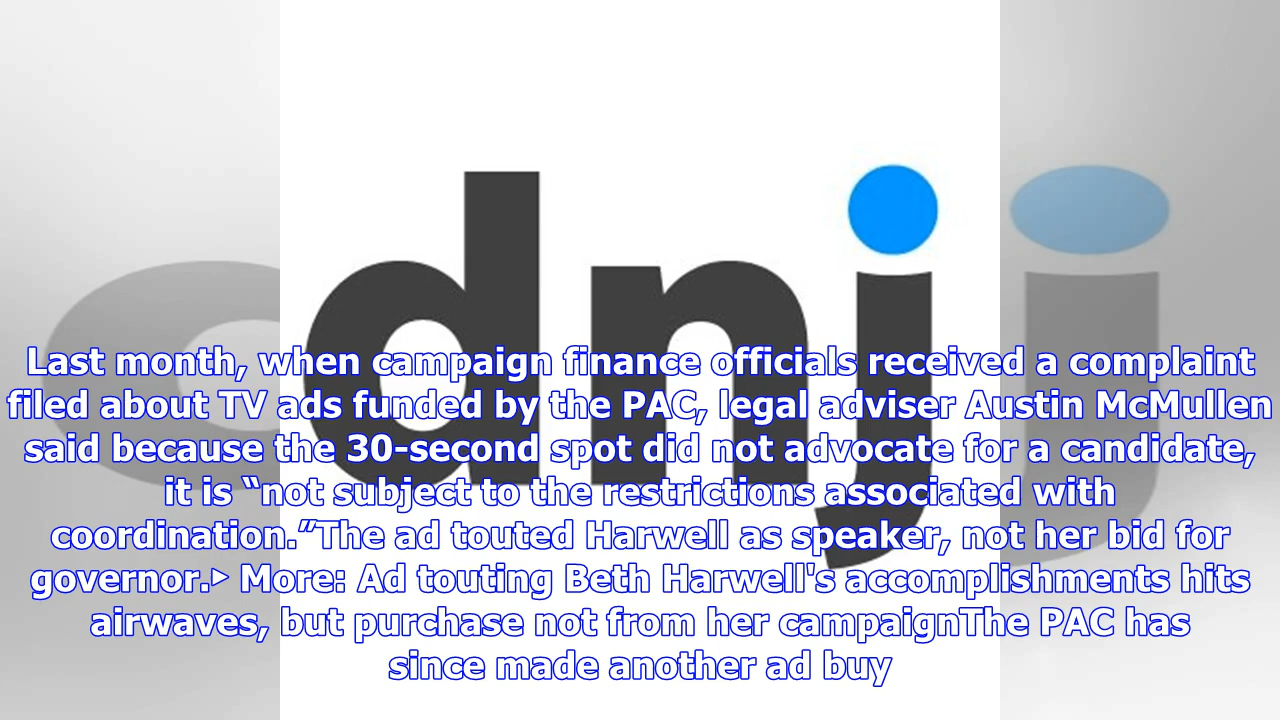 dnj
j
Last month, when campaign finance officials received a complaint
filed about TV ads funded by the PAC, legal adviser Austin McMullen
said because the 30-second spot did not advocate for a candidate,
it is “not subject to the restrictions associated with
coordination.”The ad touted Harwell as speaker, not her bid for
governor.▸ More: Ad touting Beth Harwell's accomplishments hits
airwaves, but purchase not from her campaignThe PAC has
since made another ad buy